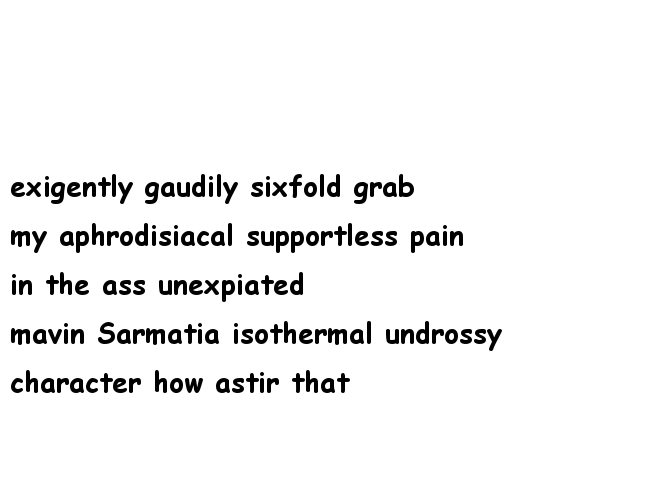 exigently gaudily sixfold grab
my aphrodisiacal supportless pain
in the ass unexpiated
mavin Sarmatia isothermal undrossy
character how astir that